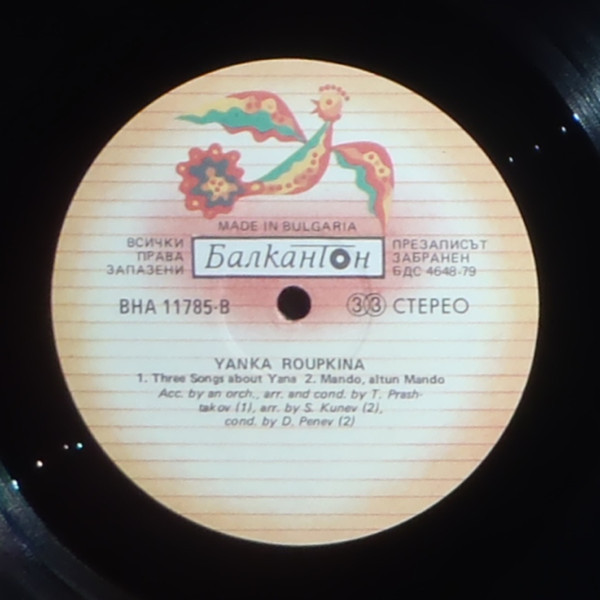 MADE IN BULGARIA
ВСИЧКИ
ПРАВА
ЗАПАЗЕНИ
Балкантон
ПРЕЗАПИСЪТ
ЗАБРАНЕН
БДС 4648-79
ВНА 11785-В
33 СТЕРЕО
YANKA ROUPKINA
1. Three Songs about Yana 2. Mando, altun Mando
Acc. by an orch., arr. and cond. by T. Prash-
takov (1), arr. by S. Kunev (2),
cond. by D. Penev (2)